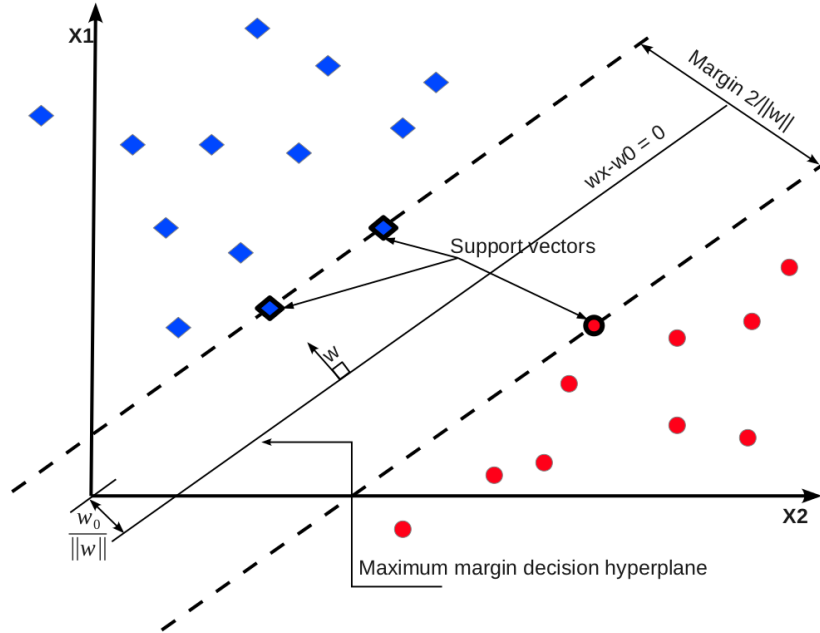 X1
Margin 2/||w||
wx-w0 = 0
Support vectors
w
w0
||w||
X2
Maximum margin decision hyperplane